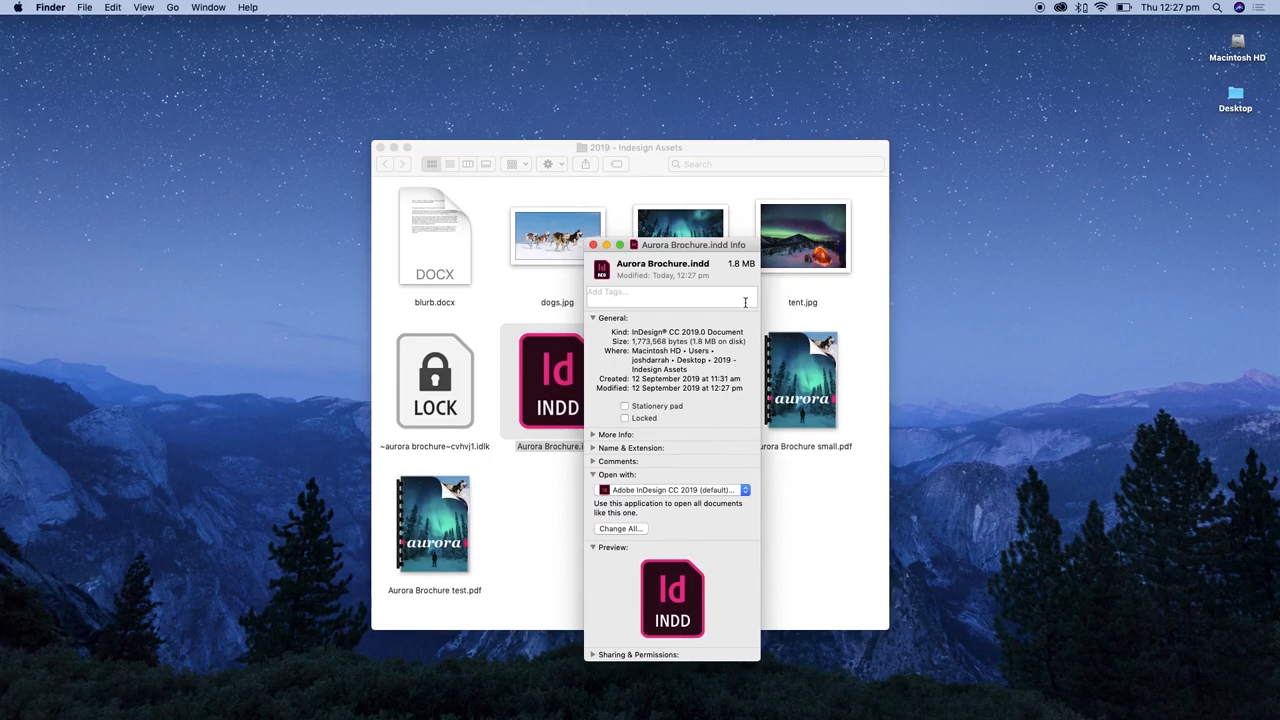 Finder File Edit View Go Window Help
Thu 12:27 pm
Macintosh HD
Desktop
2019 - Indesign Assets
Search
DOCX
blurb.docx
dogs.jpg
tent.jpg
LOCK
~aurora brochure~cvhvj1.idlk
Id
INDD
Aurora Brochure.i
aurora
urora Brochure small.pdf
aurora
Aurora Brochure test.pdf
Aurora Brochure.indd Info
Id
INDD
Aurora Brochure.indd 1.8 MB
Modified: Today, 12:27 pm
Add Tags...
General:
Kind: InDesign® CC 2019.0 Document
Size: 1,773,568 bytes (1.8 MB on disk)
Where: Macintosh HD • Users •
joshdarrah • Desktop • 2019 -
Indesign Assets
Created: 12 September 2019 at 11:31 am
Modified: 12 September 2019 at 12:27 pm
Stationery pad
Locked
More Info:
Name & Extension:
Comments:
Open with:
Adobe InDesign CC 2019 (default)...
Use this application to open all documents
like this one.
Change All...
Preview:
Id
INDD
Sharing & Permissions: